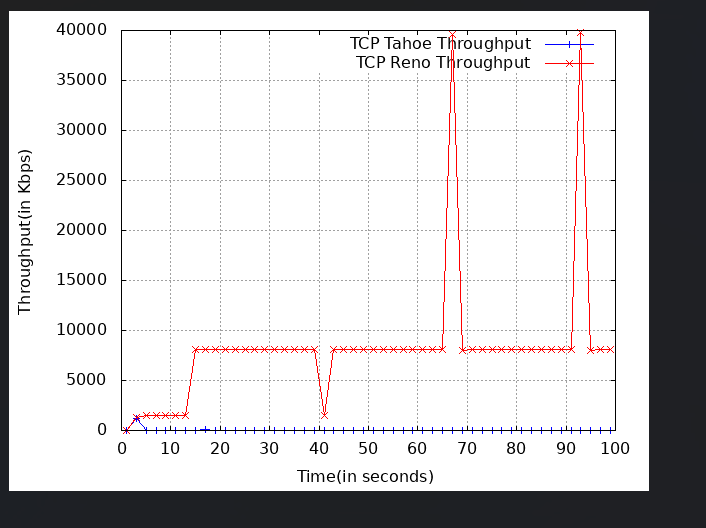 40000
35000
30000
25000
20000
15000
10000
5000
0
Throughput(in Kbps)
TCP Tahoe Throughput
TCP Reno Throughput
0 10 20 30 40 50 60 70 80 90 100
Time(in seconds)